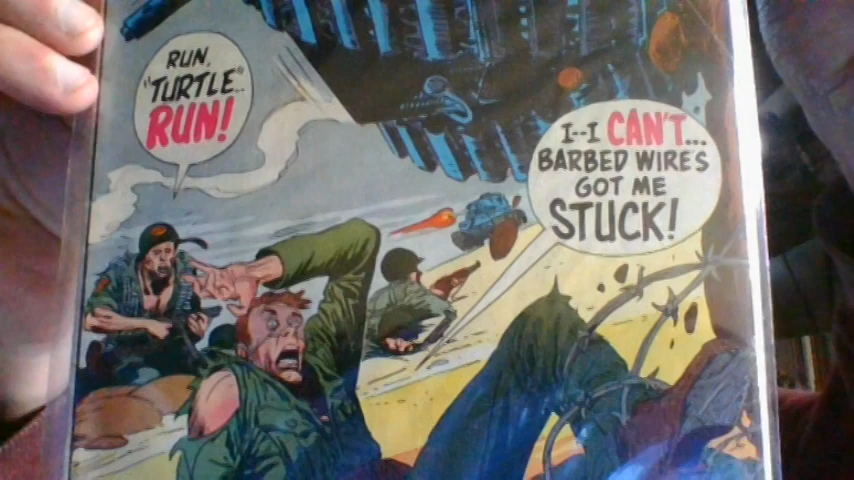 RUN,
"TURTLE"..
RUN!
I--I CAN'T...
BARBED WIRE'S
GOT ME
STUCK!